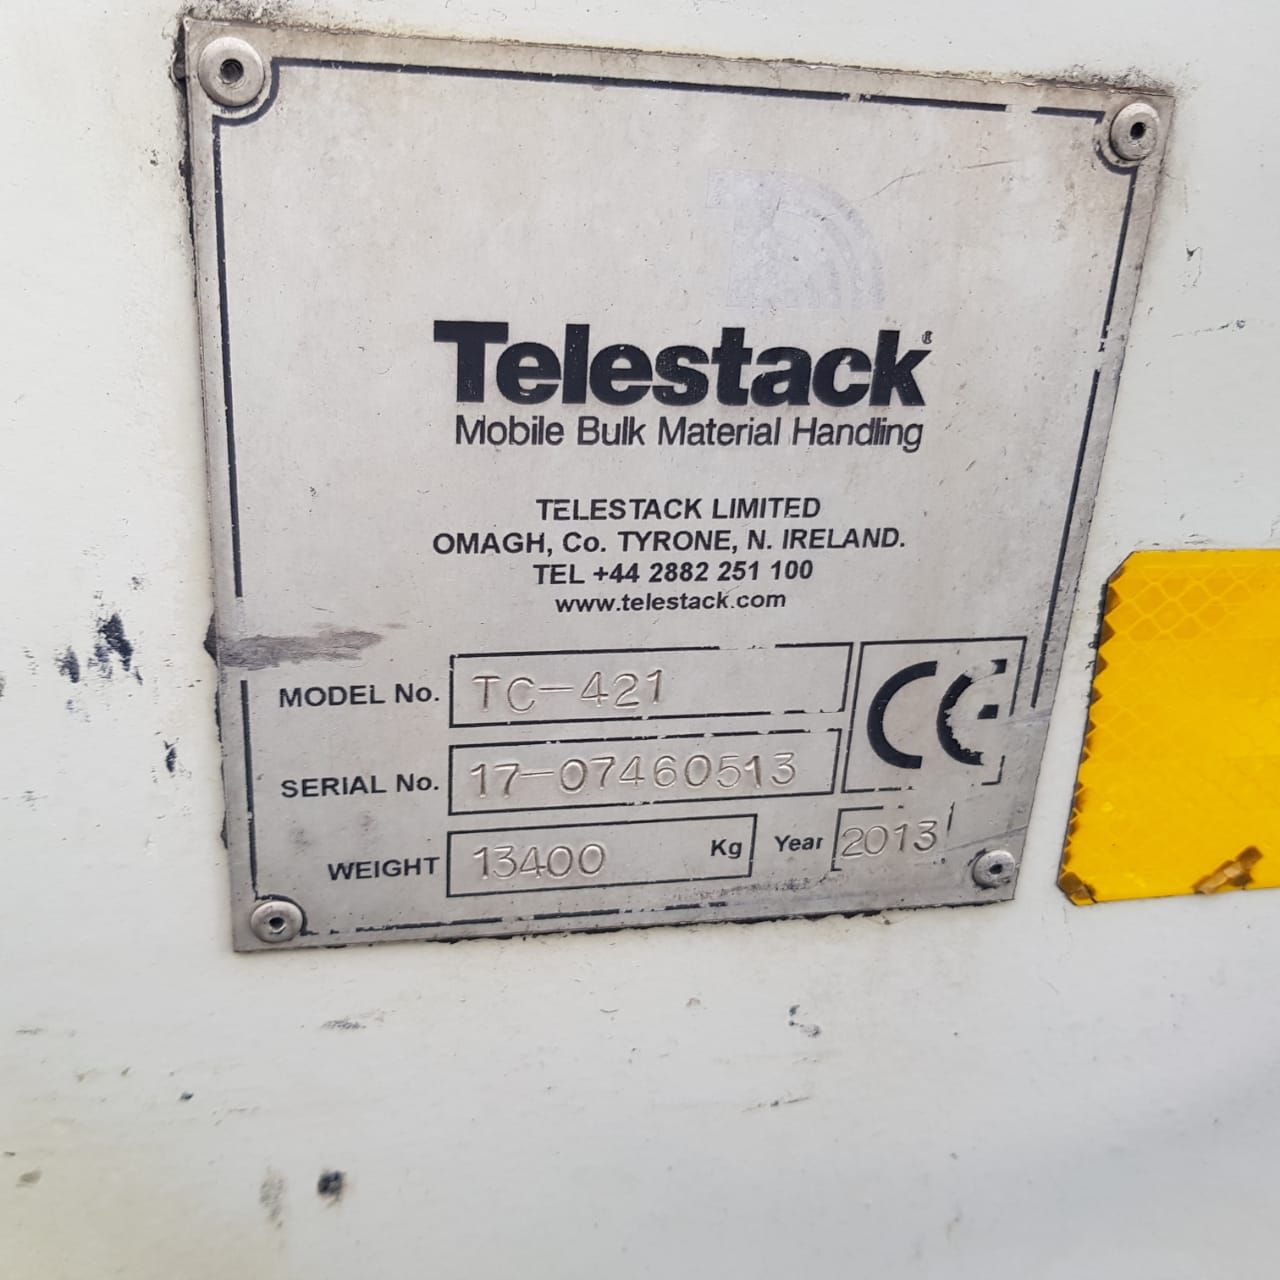 Telestack®
Mobile Bulk Material Handling
TELESTACK LIMITED
OMAGH, Co. TYRONE, N. IRELAND.
TEL +44 2882 251 100
www.telestack.com
MODEL No. TC-421
CE
SERIAL No. 17-07460513
WEIGHT 13400 Kg Year 2013